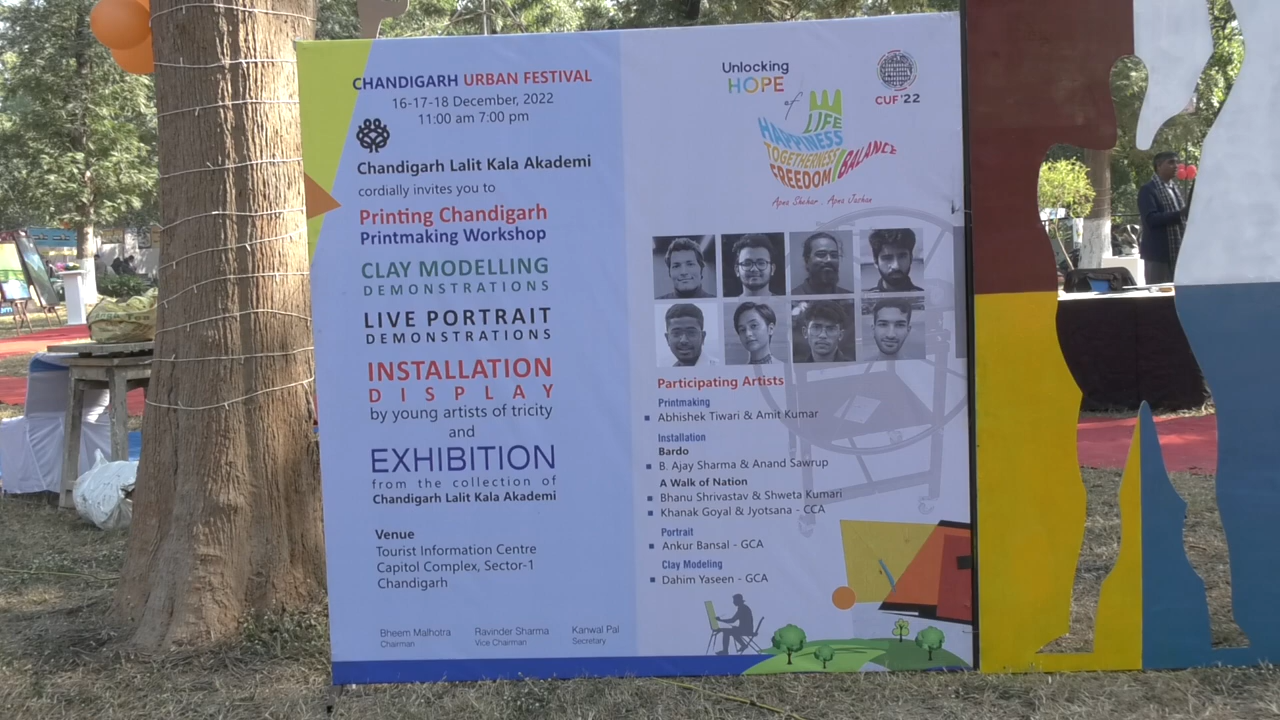 CHANDIGARH URBAN FESTIVAL
16-17-18 December, 2022
11:00 am 7:00 pm
Chandigarh Lalit Kala Akademi
cordially invites you to
Printing Chandigarh
Printmaking Workshop
CLAY MODELLING
DEMONSTRATIONS
LIVE PORTRAIT
DEMONSTRATIONS
INSTALLATION
DISPLAY
by young artists of tricity
and
EXHIBITION
from the collection of
Chandigarh Lalit Kala Akademi
Venue
Tourist Information Centre
Capitol Complex, Sector-1
Chandigarh
Bheem Malhotra
Chairman
Ravinder Sharma
Vice Chairman
Kanwal Pal
Secretary
Unlocking
HOPE
of
LIFE
HAPPINESS
TOGETHERNESS
FREEDOM
BALANCE
Apna Shehar . Apna Jashan
CUF'22
Participating Artists
Printmaking
Abhishek Tiwari & Amit Kumar
Installation
Bardo
B. Ajay Sharma & Anand Sawrup
A Walk of Nation
Bhanu Shrivastav & Shweta Kumari
Khanak Goyal & Jyotsana - CCA
Portrait
Ankur Bansal - GCA
Clay Modeling
Dahim Yaseen - GCA